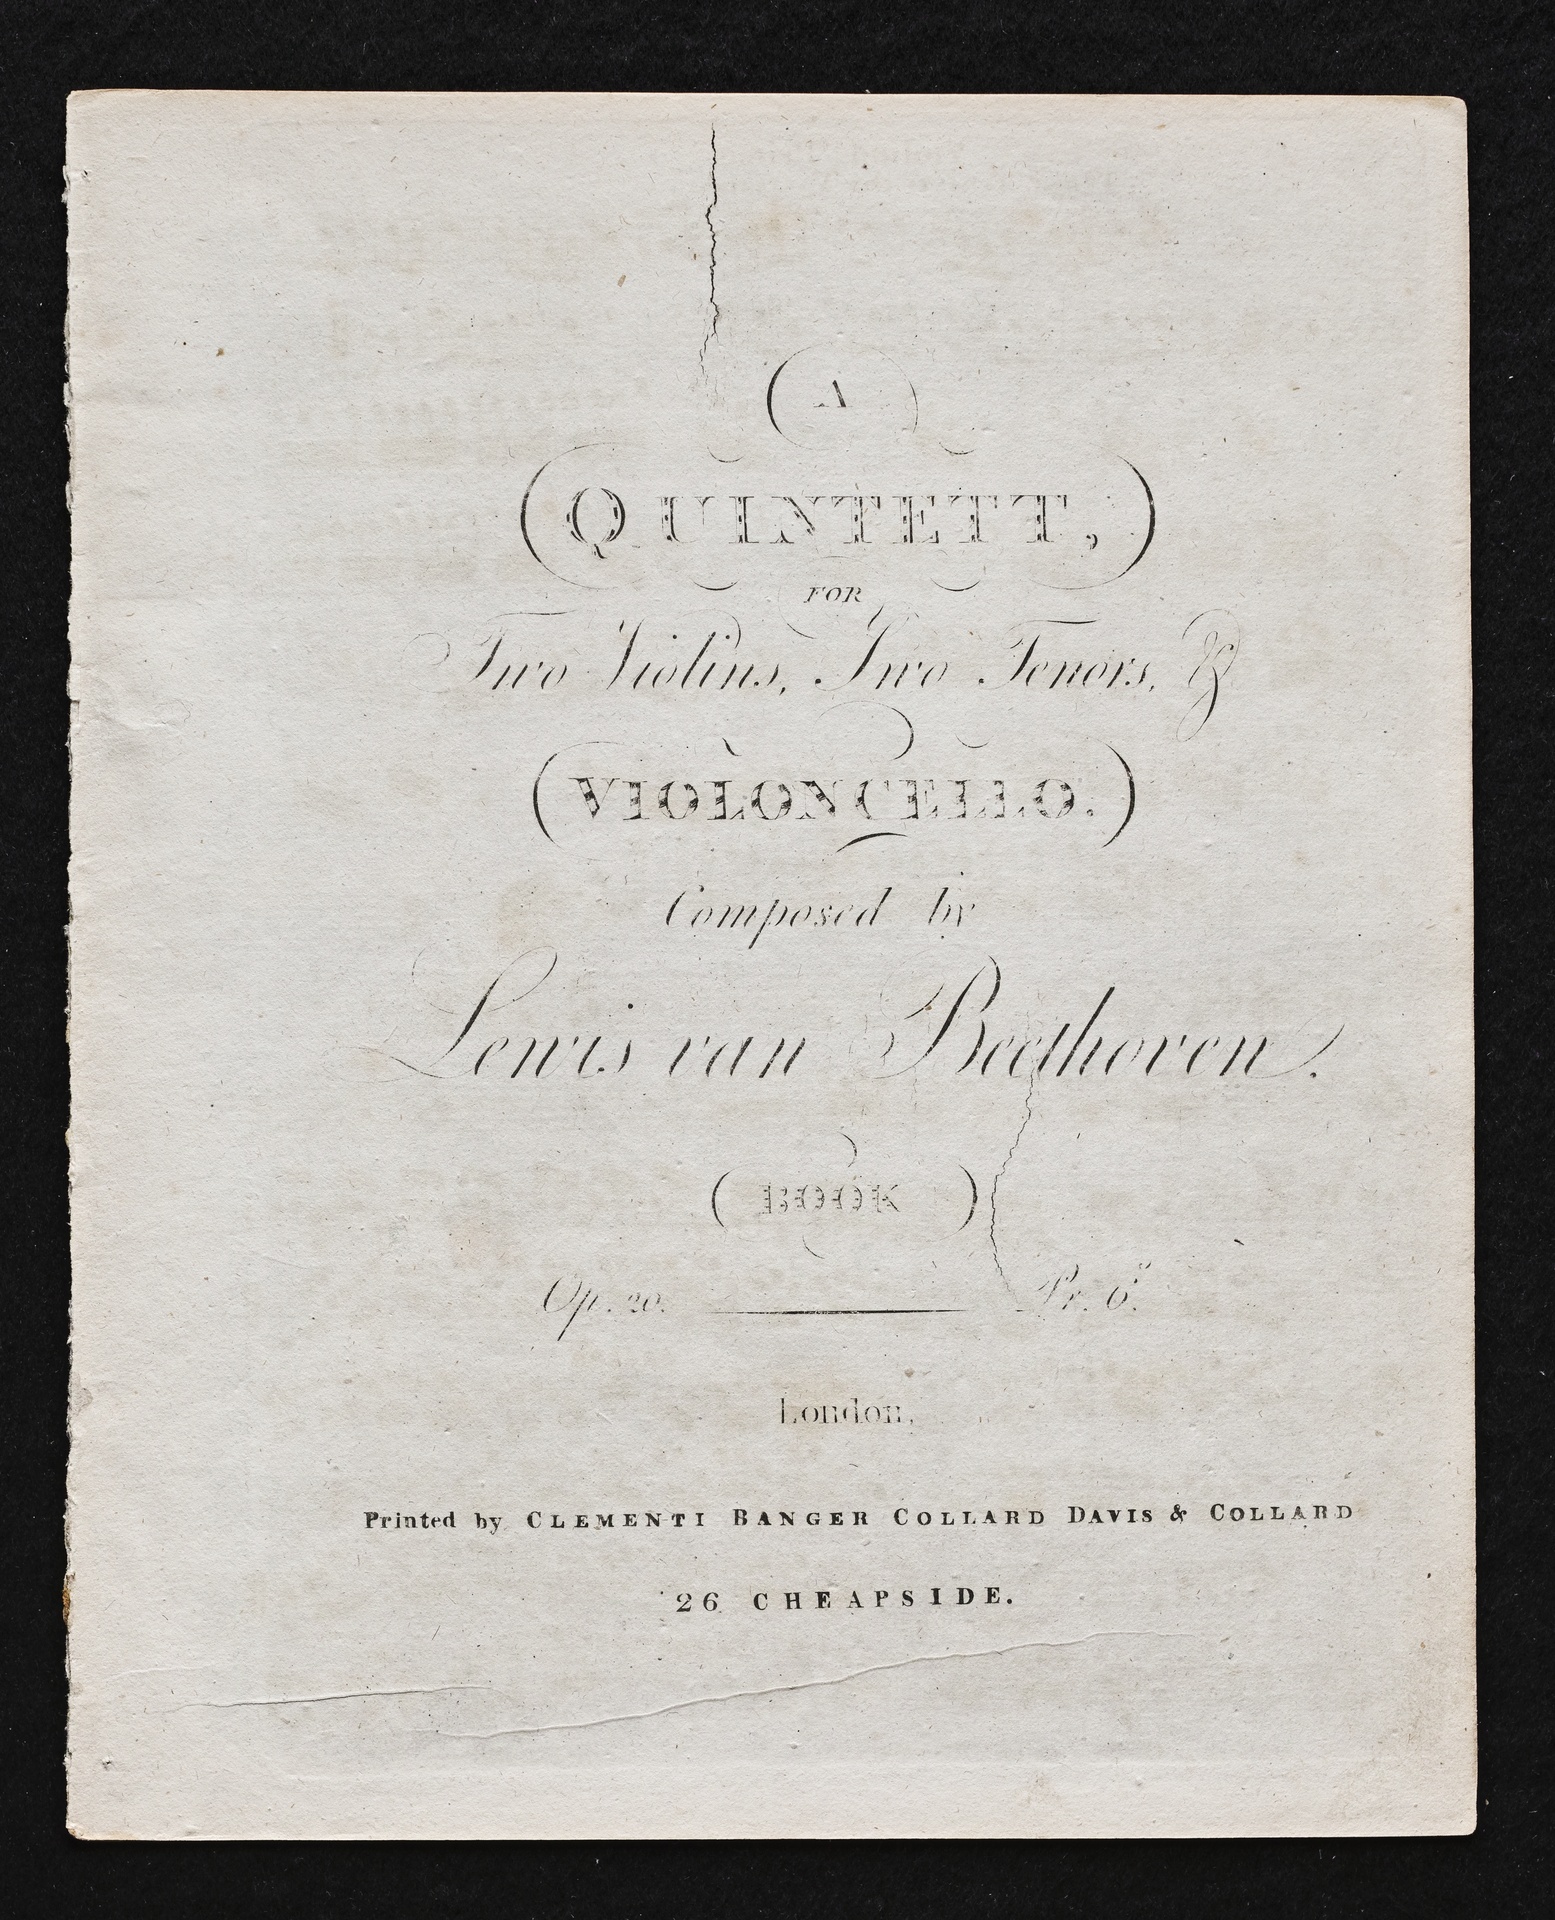 A
QUINTETT,
FOR
Two Violins, Two Tenors, &
VIOLONCELLO.
Composed by
Lewis van Beethoven.
BOOK
Op. 20. Pr. 6s.
London,
Printed by CLEMENTI BANGER COLLARD DAVIS & COLLARD
26 CHEAPSIDE.